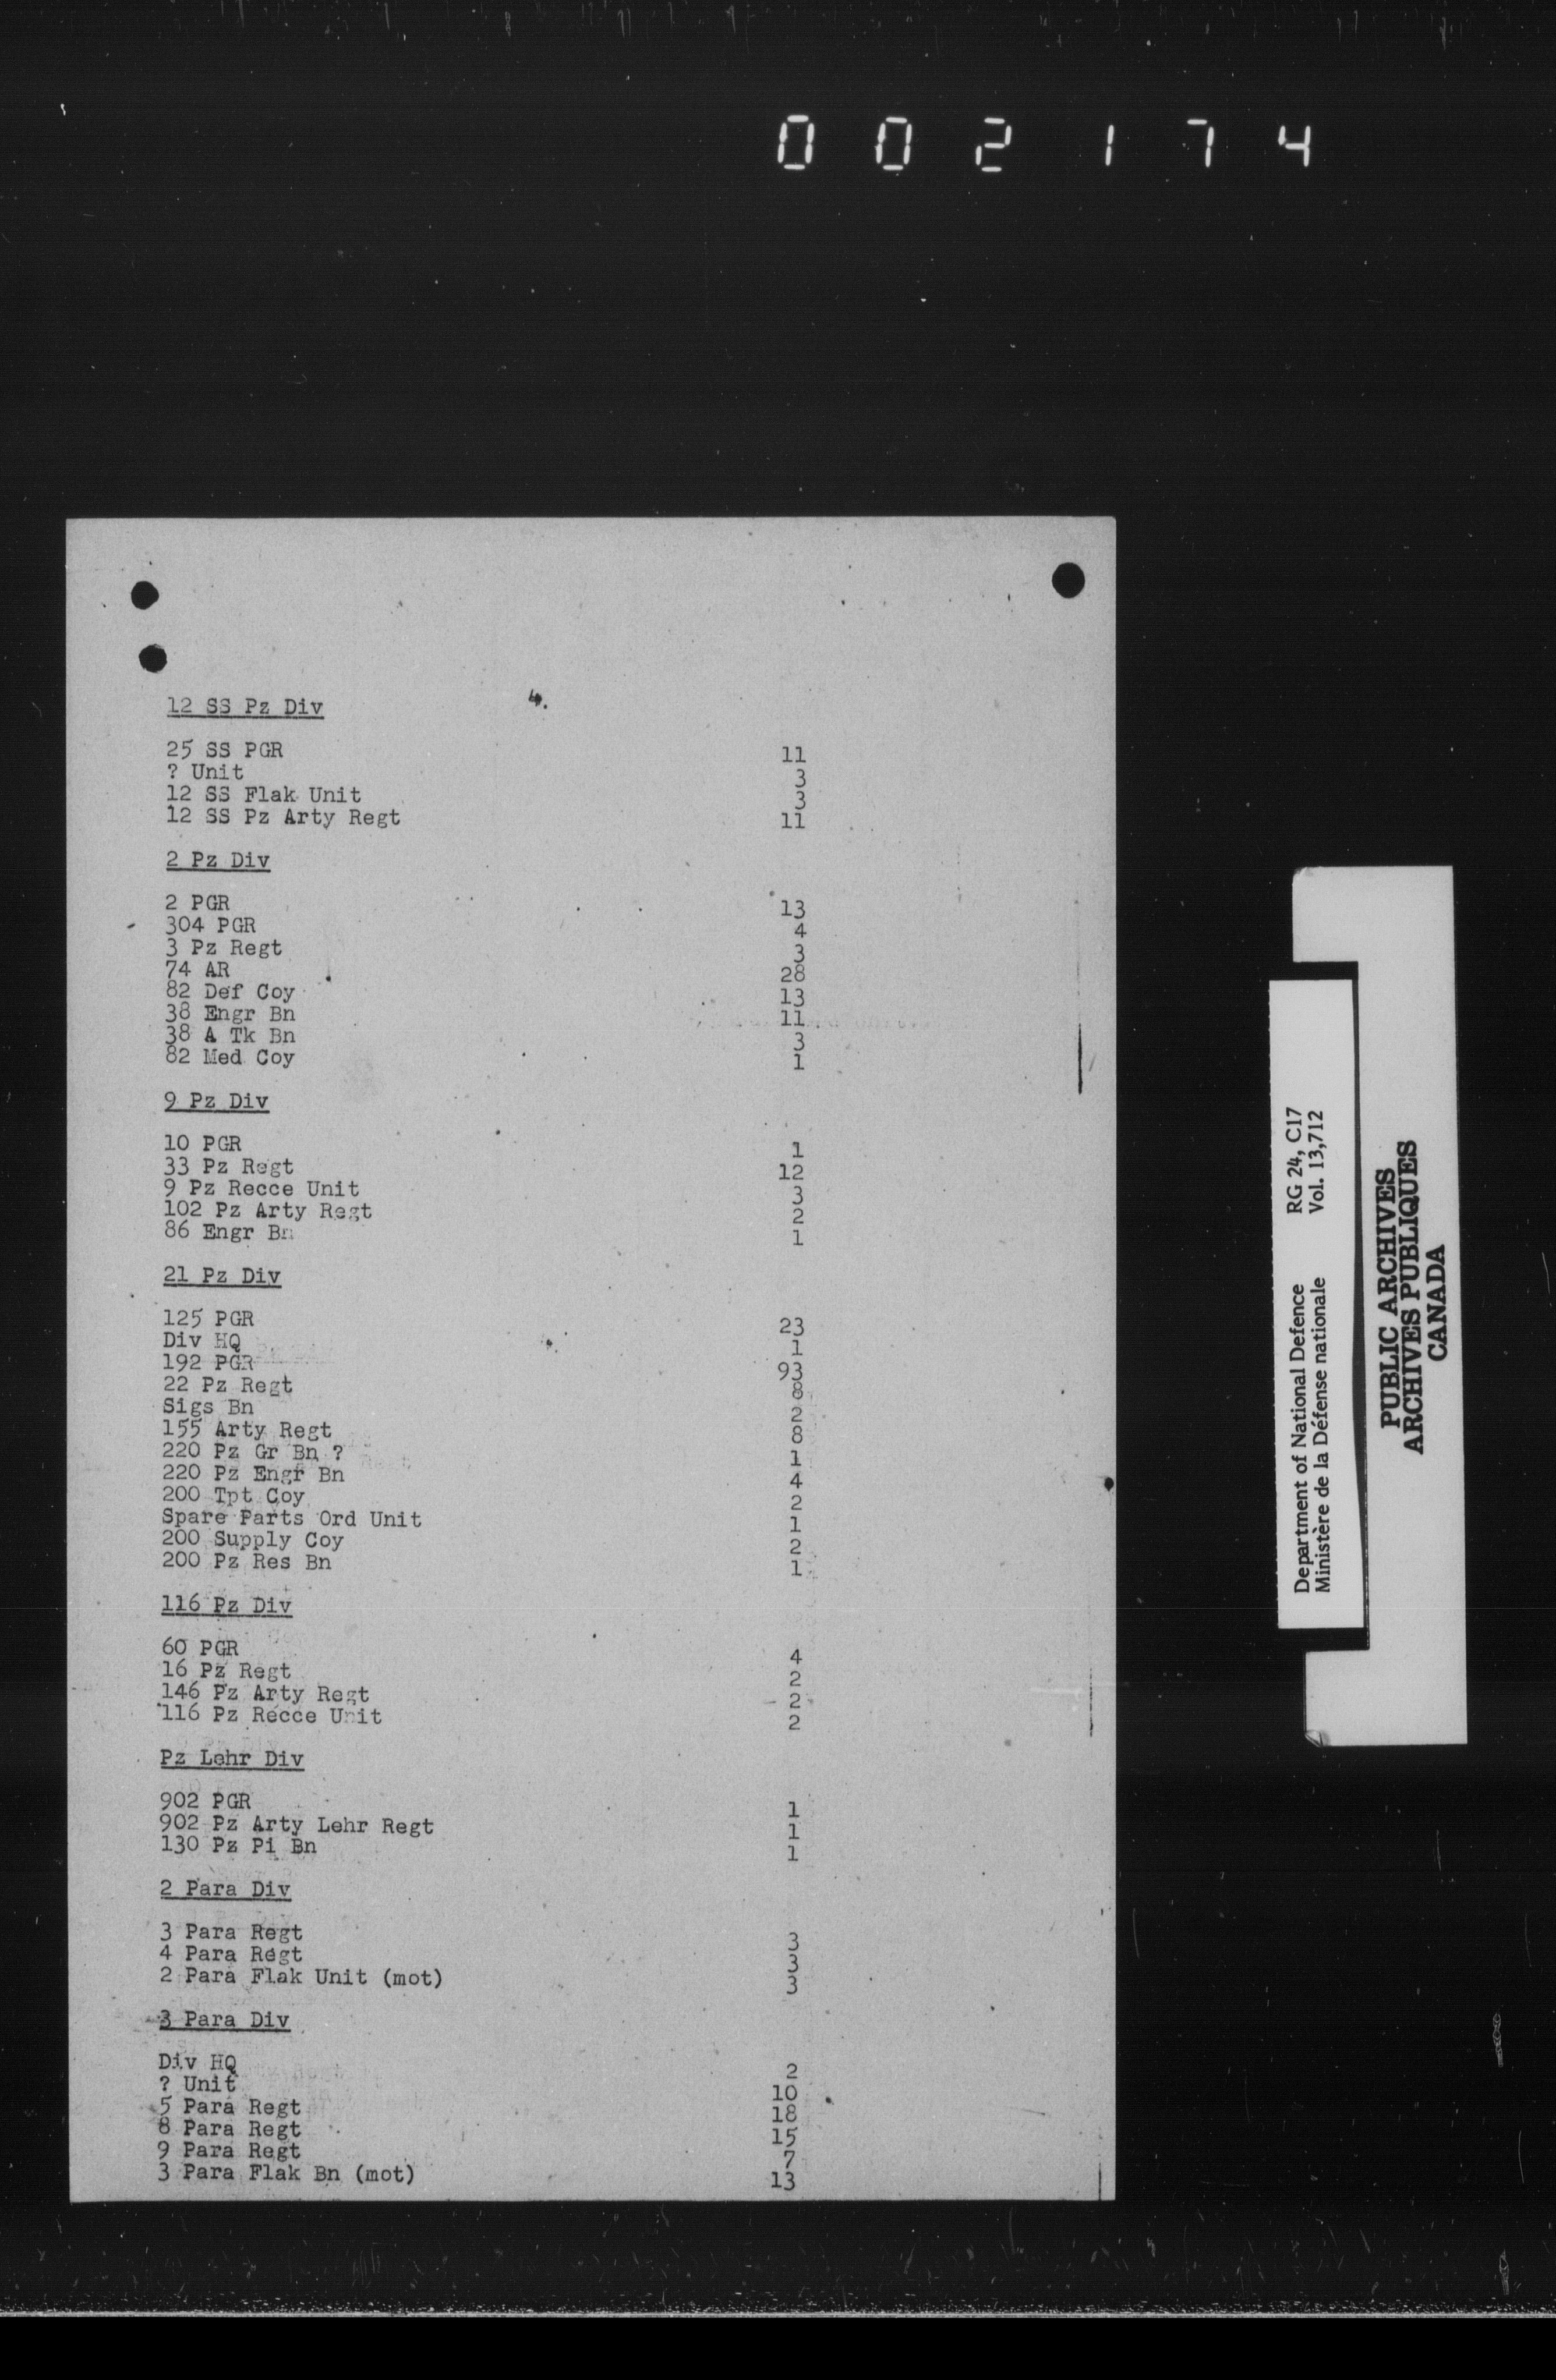 002174
4.
12 SS Pz Div
25 SS PGR 11
? Unit 3
12 SS Flak Unit 3
12 SS Pz Arty Regt 11
2 Pz Div
2 PGR 13
304 PGR 4
3 Pz Regt 3
74 AR 28
82 Def Coy 13
38 Engr Bn 11
38 A Tk Bn 3
82 Med Coy 1
9 Pz Div
10 PGR 1
33 Pz Regt 12
9 Pz Recce Unit 3
102 Pz Arty Regt 2
86 Engr Bn 1
21 Pz Div
125 PGR 23
Div HQ 1
192 PGR 93
22 Pz Regt 8
Sigs Bn 2
155 Arty Regt 8
220 Pz Gr Bn ? 1
220 Pz Engr Bn 4
200 Tpt Coy 2
Spare Parts Ord Unit 1
200 Supply Coy 2
200 Pz Res Bn 1
116 Pz Div
60 PGR 4
16 Pz Regt 2
146 Pz Arty Regt 2
116 Pz Recce Unit 2
Pz Lehr Div
902 PGR 1
902 Pz Arty Lehr Regt 1
130 Pz Pi Bn 1
2 Para Div
3 Para Regt 3
4 Para Regt 3
2 Para Flak Unit (mot) 3
3 Para Div
Div HQ 2
? Unit 10
5 Para Regt 18
8 Para Regt 15
9 Para Regt 7
3 Para Flak Bn (mot) 13
Department of National Defence RG 24, C17
Ministère de la Défense nationale Vol. 13,712
PUBLIC ARCHIVES
ARCHIVES PUBLIQUES
CANADA